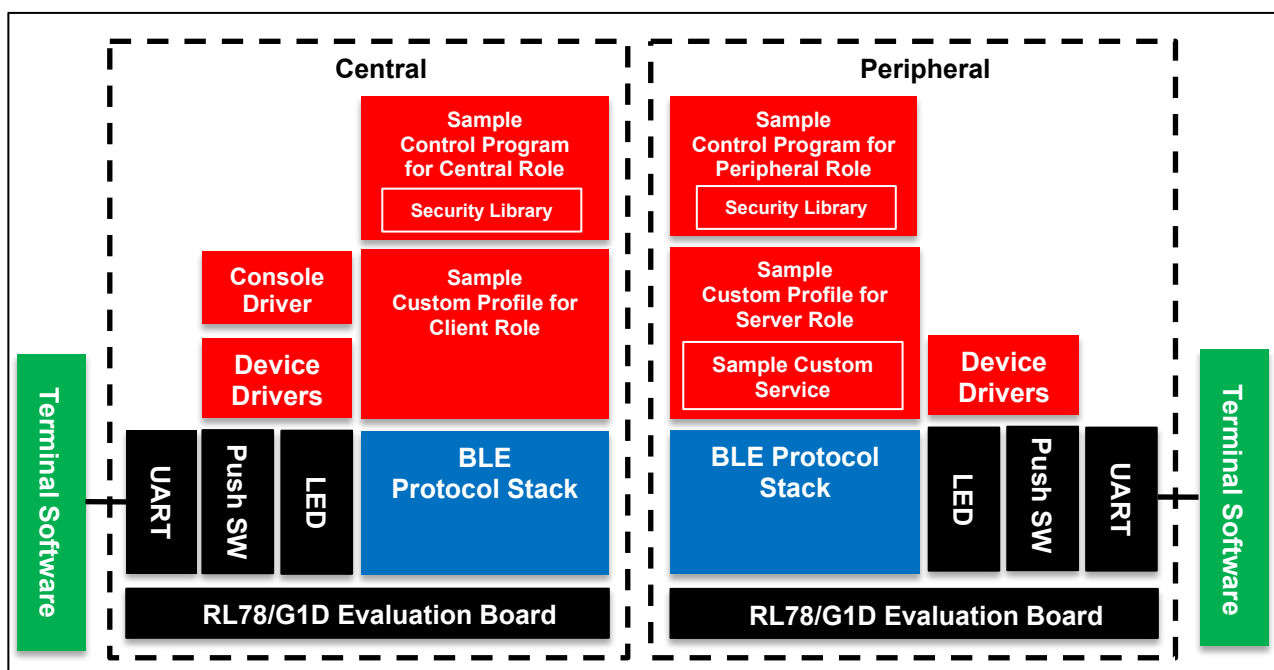 Central
Sample
Control Program
for Central Role
Security Library
Console
Driver
Sample
Custom Profile for
Client Role
Device
Drivers
Terminal Software
UART
Push SW
LED
BLE
Protocol Stack
RL78/G1D Evaluation Board
Peripheral
Sample
Control Program for
Peripheral Role
Security Library
Sample
Custom Profile for
Server Role
Sample Custom
Service
Device
Drivers
BLE Protocol
Stack
LED
Push SW
UART
Terminal Software
RL78/G1D Evaluation Board